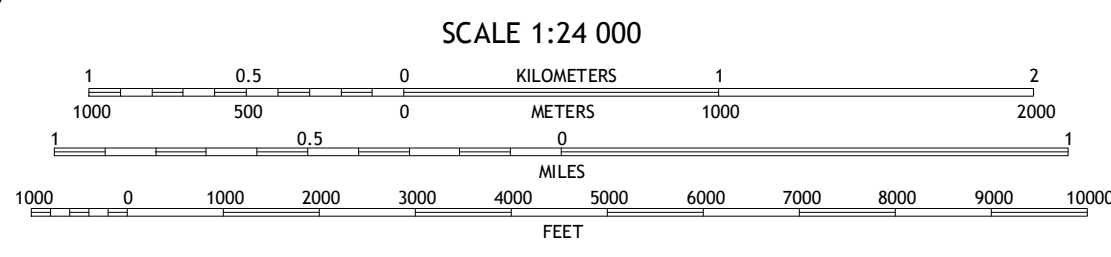 SCALE 1:24 000
1 0.5 0 KILOMETERS 1 2
1000 500 0 METERS 1000 2000
1 0.5 0 1
MILES
1000 0 1000 2000 3000 4000 5000 6000 7000 8000 9000 10000
FEET